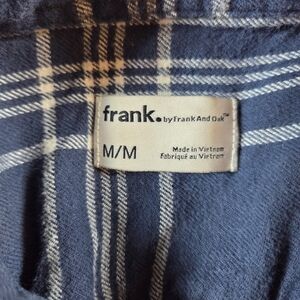 frank. by Frank And Oak™
M/M
Made in Vietnam
Fabriqué au Vietnam